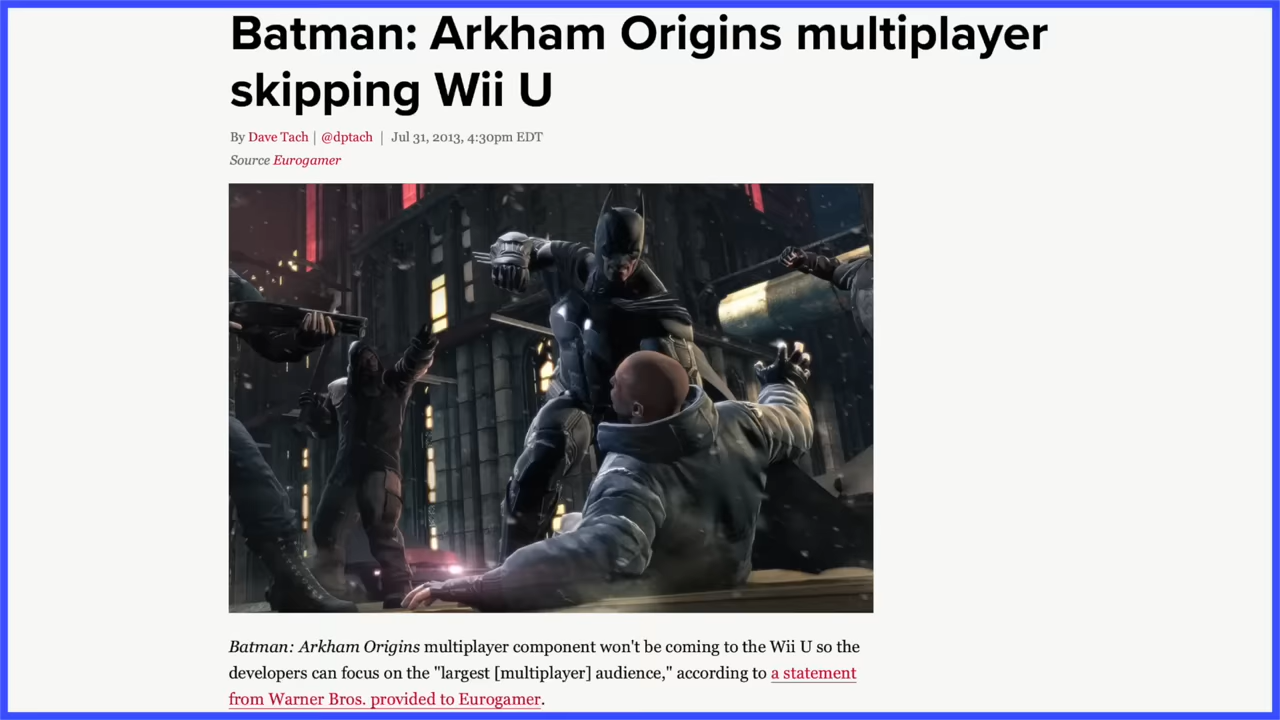 Batman: Arkham Origins multiplayer
skipping Wii U
By Dave Tach | @dptach | Jul 31, 2013, 4:30pm EDT
Source Eurogamer
Batman: Arkham Origins multiplayer component won't be coming to the Wii U so the
developers can focus on the "largest [multiplayer] audience," according to a statement
from Warner Bros. provided to Eurogamer.